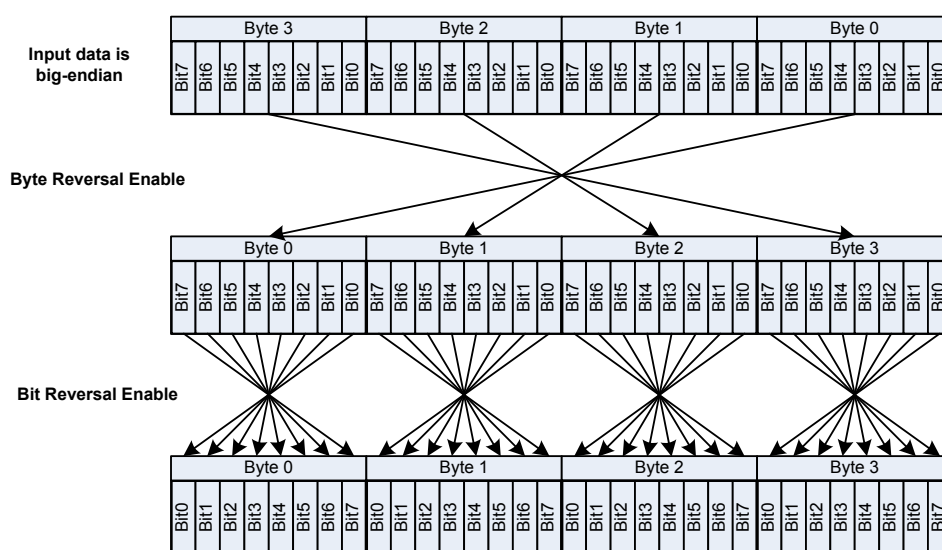 Byte 3 Byte 2 Byte 1 Byte 0
Input data is
big-endian
Bit7 Bit6 Bit5 Bit4 Bit3 Bit2 Bit1 Bit0 Bit7 Bit6 Bit5 Bit4 Bit3 Bit2 Bit1 Bit0 Bit7 Bit6 Bit5 Bit4 Bit3 Bit2 Bit1 Bit0 Bit7 Bit6 Bit5 Bit4 Bit3 Bit2 Bit1 Bit0
Byte Reversal Enable
Byte 0 Byte 1 Byte 2 Byte 3
Bit7 Bit6 Bit5 Bit4 Bit3 Bit2 Bit1 Bit0 Bit7 Bit6 Bit5 Bit4 Bit3 Bit2 Bit1 Bit0 Bit7 Bit6 Bit5 Bit4 Bit3 Bit2 Bit1 Bit0 Bit7 Bit6 Bit5 Bit4 Bit3 Bit2 Bit1 Bit0
Bit Reversal Enable
Byte 0 Byte 1 Byte 2 Byte 3
Bit0 Bit1 Bit2 Bit3 Bit4 Bit5 Bit6 Bit7 Bit0 Bit1 Bit2 Bit3 Bit4 Bit5 Bit6 Bit7 Bit0 Bit1 Bit2 Bit3 Bit4 Bit5 Bit6 Bit7 Bit0 Bit1 Bit2 Bit3 Bit4 Bit5 Bit6 Bit7